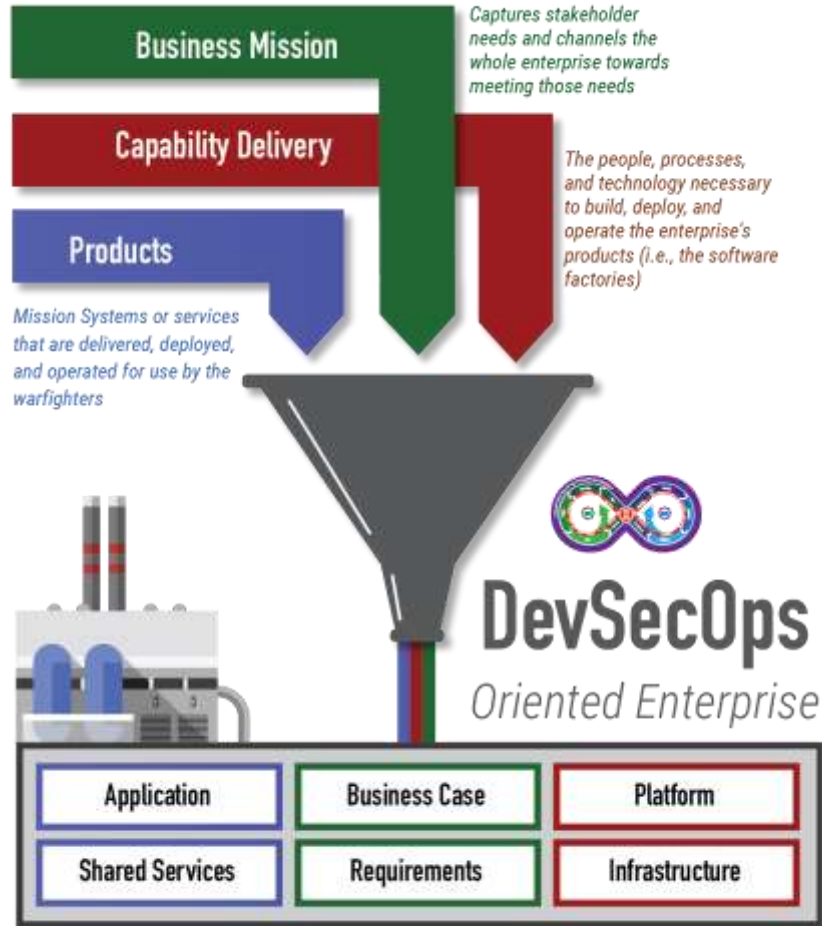 Business Mission
Captures stakeholder
needs and channels the
whole enterprise towards
meeting those needs
Capability Delivery
The people, processes,
and technology necessary
to build, deploy, and
operate the enterprise's
products (i.e., the software
factories)
Products
Mission Systems or services
that are delivered, deployed,
and operated for use by the
warfighters
DevSecOps
Oriented Enterprise
Application
Business Case
Platform
Shared Services
Requirements
Infrastructure